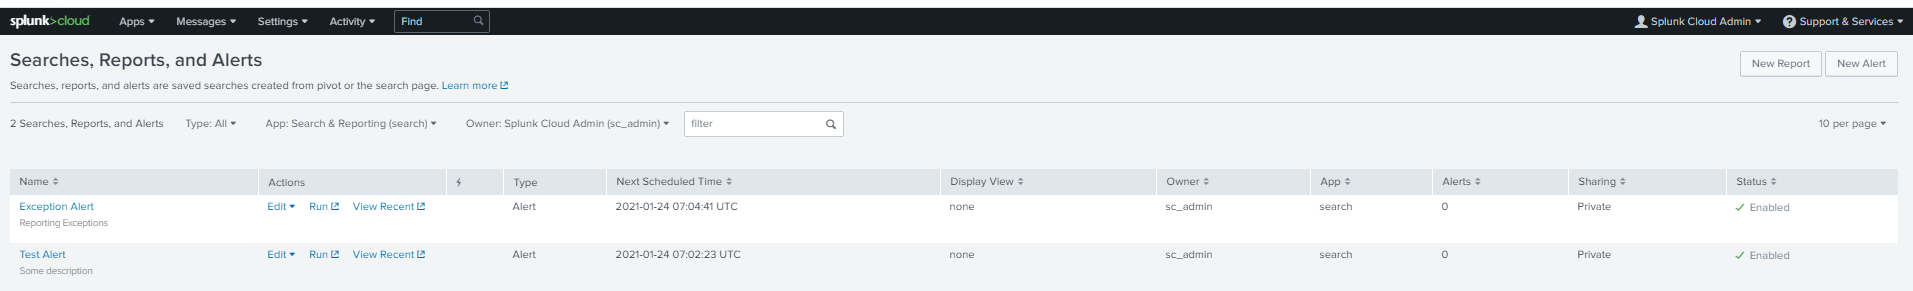 splunk>cloud Apps Messages Settings Activity Find Splunk Cloud Admin ? Support & Services
Searches, Reports, and Alerts New Report New Alert
Searches, reports, and alerts are saved searches created from pivot or the search page. Learn more
2 Searches, Reports, and Alerts Type: All App: Search & Reporting (search) Owner: Splunk Cloud Admin (sc_admin) filter 10 per page
Name Actions Type Next Scheduled Time Display View Owner App Alerts Sharing Status
Exception Alert Edit Run View Recent Alert 2021-01-24 07:04:41 UTC none sc_admin search 0 Private Enabled
Reporting Exceptions
Test Alert Edit Run View Recent Alert 2021-01-24 07:02:23 UTC none sc_admin search 0 Private Enabled
Some description